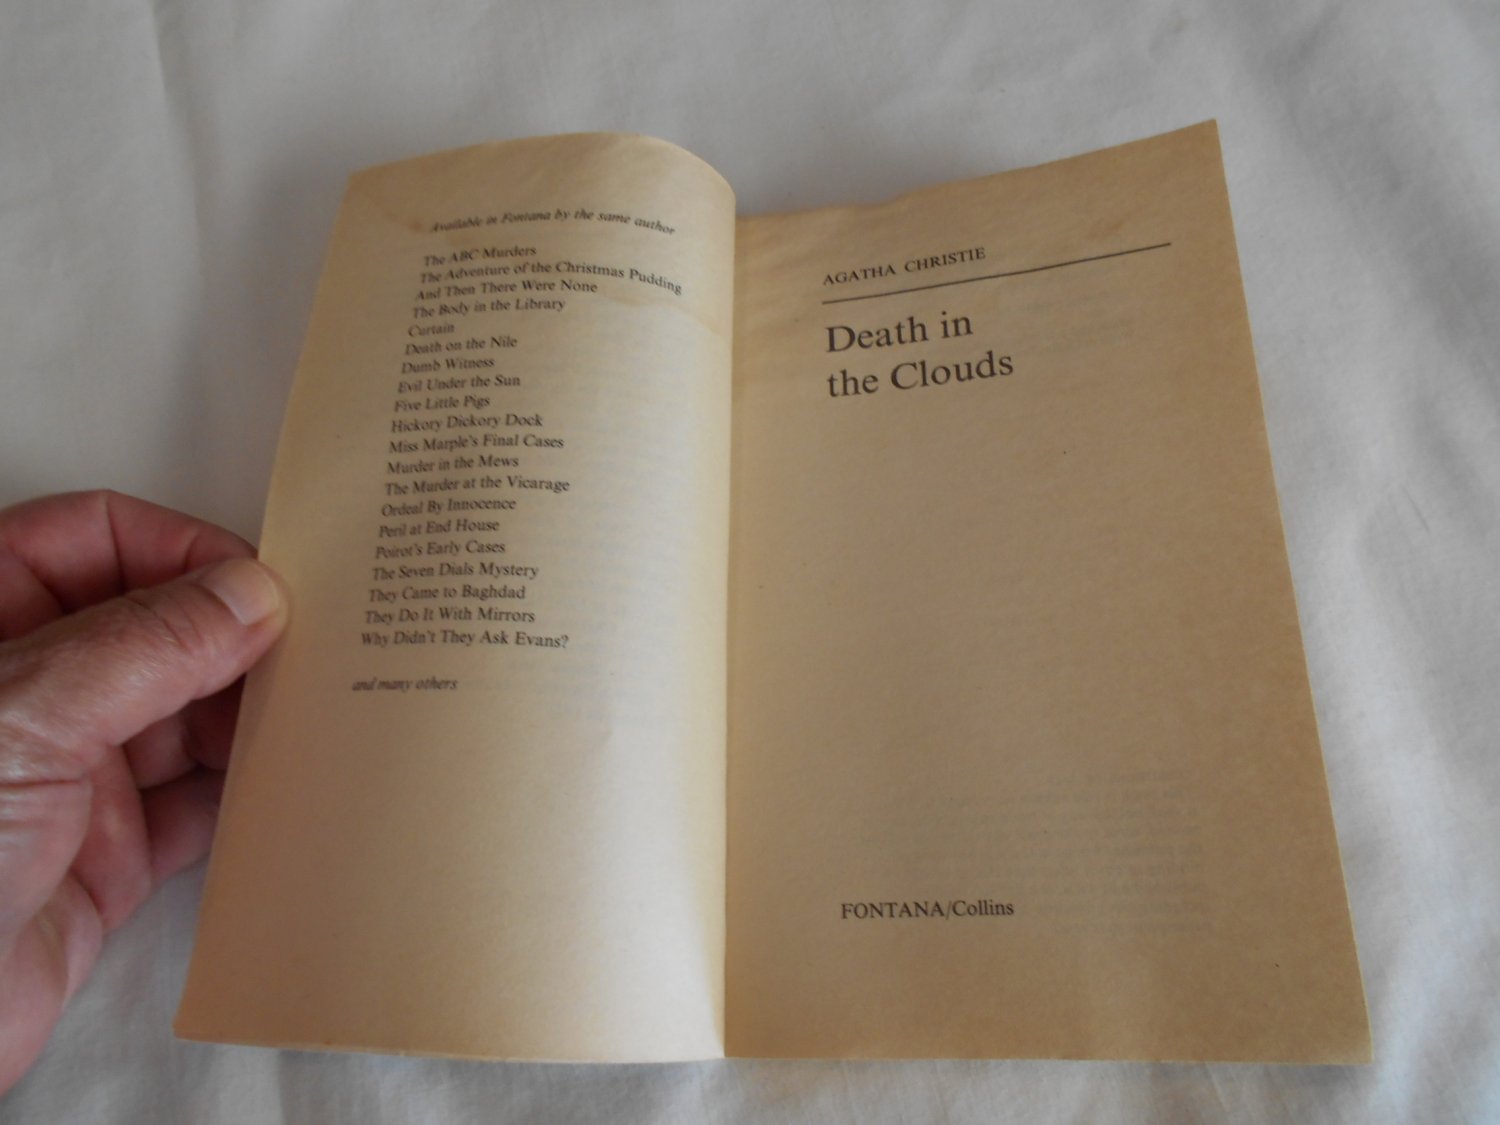 Available in Fontana by the same author
The ABC Murders
The Adventure of the Christmas Pudding
And Then There Were None
The Body in the Library
Curtain
Death on the Nile
Dumb Witness
Evil Under the Sun
Five Little Pigs
Hickory Dickory Dock
Miss Marple's Final Cases
Murder in the Mews
The Murder at the Vicarage
Ordeal By Innocence
Peril at End House
Poirot's Early Cases
The Seven Dials Mystery
They Came to Baghdad
They Do It With Mirrors
Why Didn't They Ask Evans?
and many others
AGATHA CHRISTIE
Death in
the Clouds
FONTANA/Collins